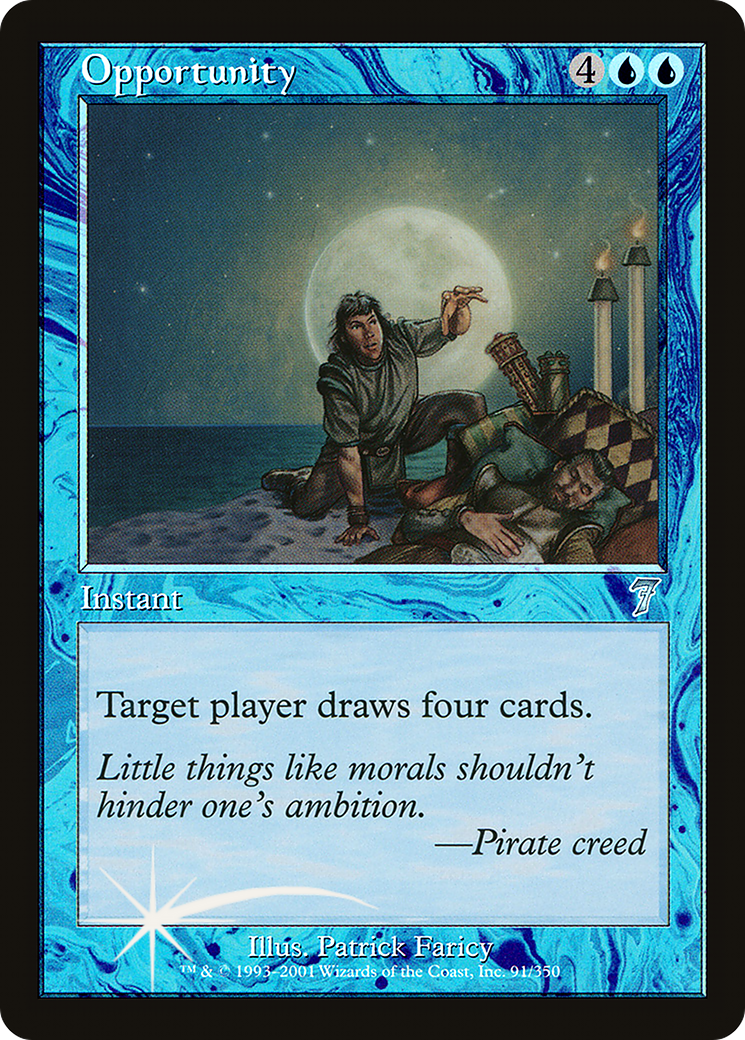 Opportunity 4
Instant 7
Target player draws four cards.
Little things like morals shouldn't
hinder one's ambition.
—Pirate creed
Illus. Patrick Faricy
™ & © 1993-2001 Wizards of the Coast, Inc. 91/350